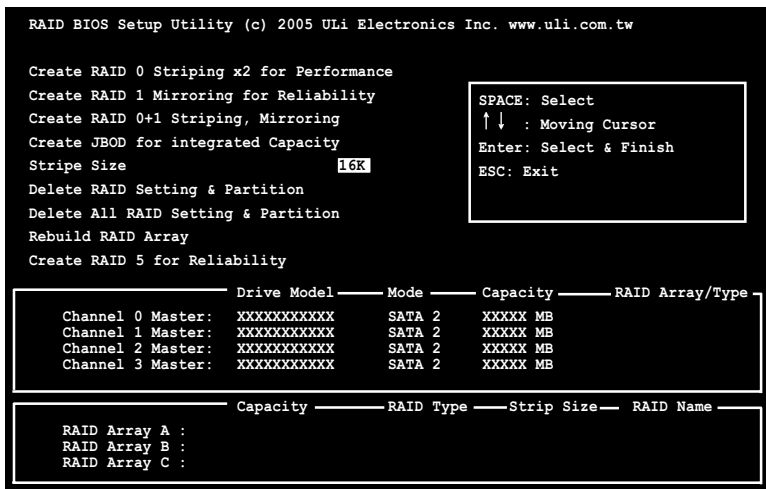 RAID BIOS Setup Utility (c) 2005 ULi Electronics Inc. www.uli.com.tw
Create RAID 0 Striping x2 for Performance
Create RAID 1 Mirroring for Reliability
Create RAID 0+1 Striping, Mirroring
Create JBOD for integrated Capacity
Stripe Size 16K
Delete RAID Setting & Partition
Delete All RAID Setting & Partition
Rebuild RAID Array
Create RAID 5 for Reliability
SPACE: Select
↑↓ : Moving Cursor
Enter: Select & Finish
ESC: Exit
Drive Model Mode Capacity RAID Array/Type
Channel 0 Master: XXXXXXXXXXX SATA 2 XXXXX MB
Channel 1 Master: XXXXXXXXXXX SATA 2 XXXXX MB
Channel 2 Master: XXXXXXXXXXX SATA 2 XXXXX MB
Channel 3 Master: XXXXXXXXXXX SATA 2 XXXXX MB
Capacity RAID Type Strip Size RAID Name
RAID Array A :
RAID Array B :
RAID Array C :